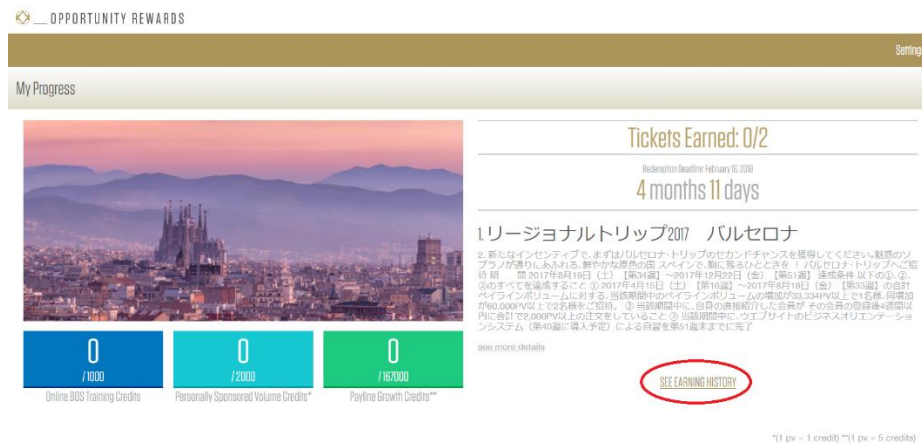 OPPORTUNITY REWARDS
Settings
My Progress
Tickets Earned: 0/2
Redemption Deadline: February 16, 2018
4 months 11 days
1.リージョナルトリップ2017 バルセロナ
2. 新たなインセンティブで、まずはバルセロナ・トリップのセカンドチャンスを獲得してください。魅惑のソ
プラノが通りにあふれる、鮮やかな原色の国 スペインで、胸に残るひとときを！ バルセロナ・トリップへご招
待 期 間 2017年8月19日（土）【第34週】～2017年12月22日（金）【第51週】 達成条件 以下の①、②、
③のすべてを達成すること ① 2017年4月15日（土）【第16週】～2017年8月18日（金）【第33週】の合計
ペイラインボリュームに対する、当該期間中のペイラインボリュームの増加が33,334PV以上で1名様、同増加
が60,000PV以上で2名様をご招待。 ② 当該期間中に、自身の直接紹介した会員が その会員の登録後4週間以
内に合計で2,000PV以上の注文をしていること ③ 当該期間中に、ウエブサイトのビジネスオリエンテーショ
ンシステム（第40週に導入予定）による自習を第51週末までに完了
see more details
SEE EARNING HISTORY
0
/1000
Online BOS Training Credits
0
/2000
Personally Sponsored Volume Credits*
0
/167000
Payline Growth Credits**
*(1 pv = 1 credit) **(1 pv = 5 credits)